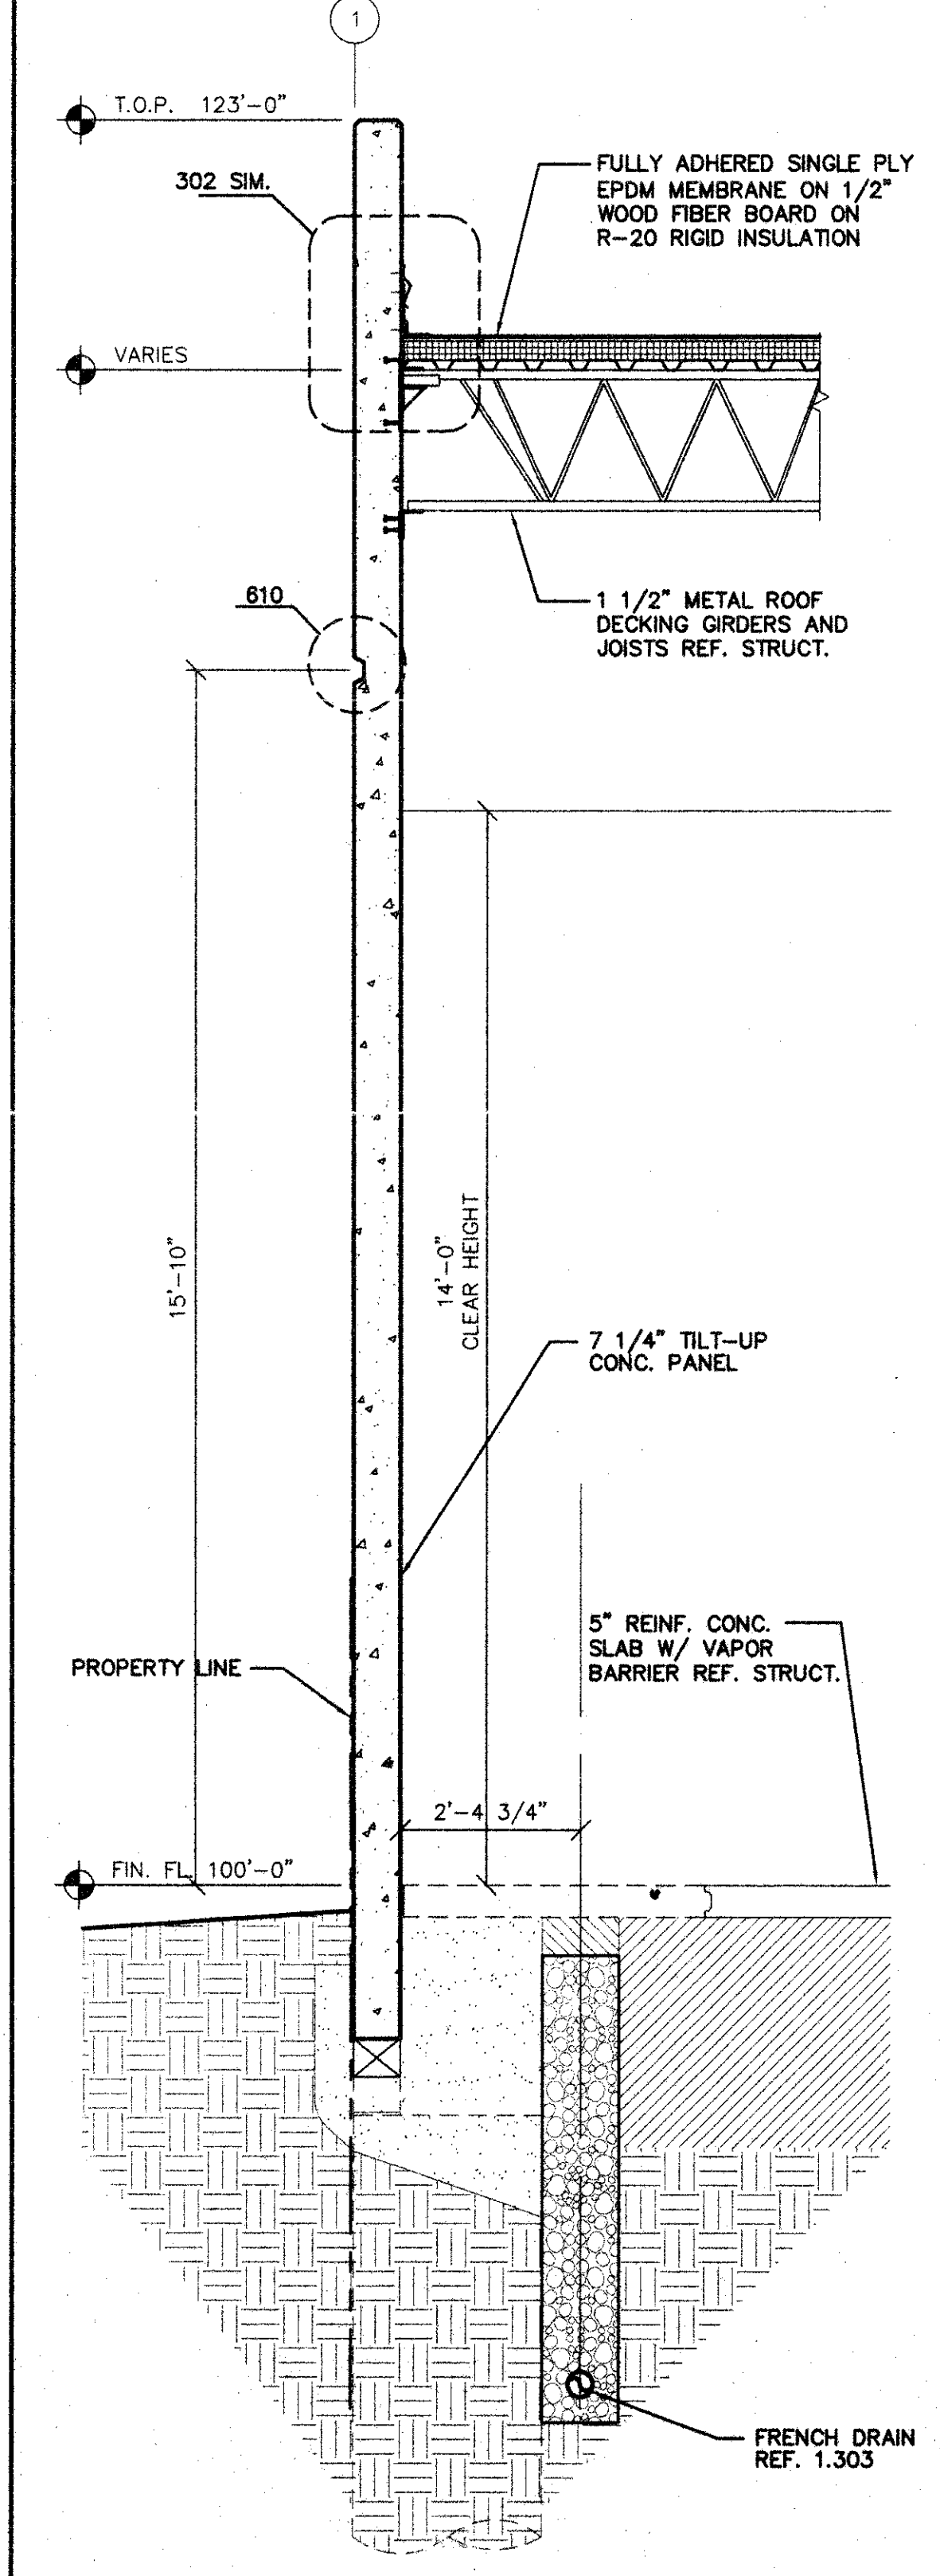 1
T.O.P. 123'-0"
302 SIM.
FULLY ADHERED SINGLE PLY
EPDM MEMBRANE ON 1/2"
WOOD FIBER BOARD ON
R-20 RIGID INSULATION
VARIES
610
1 1/2" METAL ROOF
DECKING GIRDERS AND
JOISTS REF. STRUCT.
15'-10"
14'-0"
CLEAR HEIGHT
7 1/4" TILT-UP
CONC. PANEL
5" REINF. CONC.
SLAB W/ VAPOR
BARRIER REF. STRUCT.
PROPERTY LINE
2'-4 3/4"
FIN. FL. 100'-0"
FRENCH DRAIN
REF. 1.303